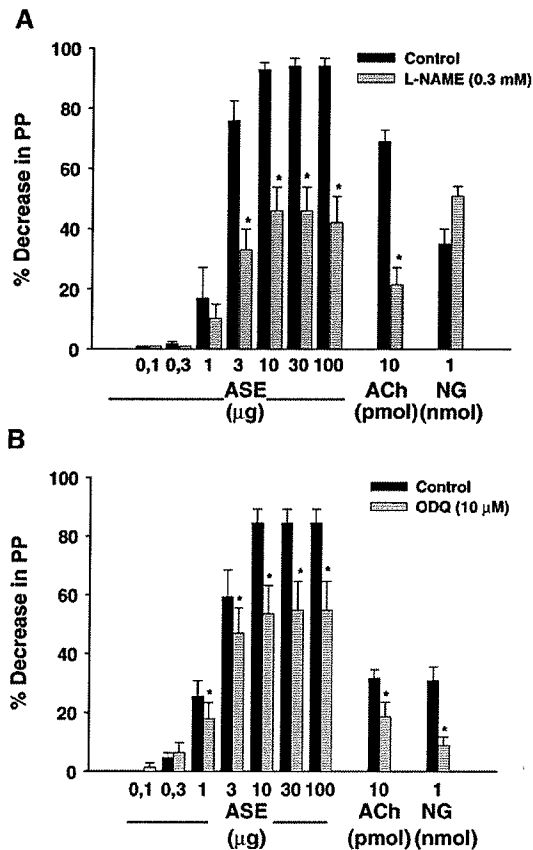 A
100
80
60
40
20
0
% Decrease in PP
Control
L-NAME (0.3 mM)
*
*
*
*
*
0,1 0,3 1 3 10 30 100 10 1
ASE ACh NG
(µg) (pmol) (nmol)
B
100
80
60
40
20
0
% Decrease in PP
Control
ODQ (10 µM)
*
*
*
*
*
*
*
0,1 0,3 1 3 10 30 100 10 1
ASE ACh NG
(µg) (pmol) (nmol)